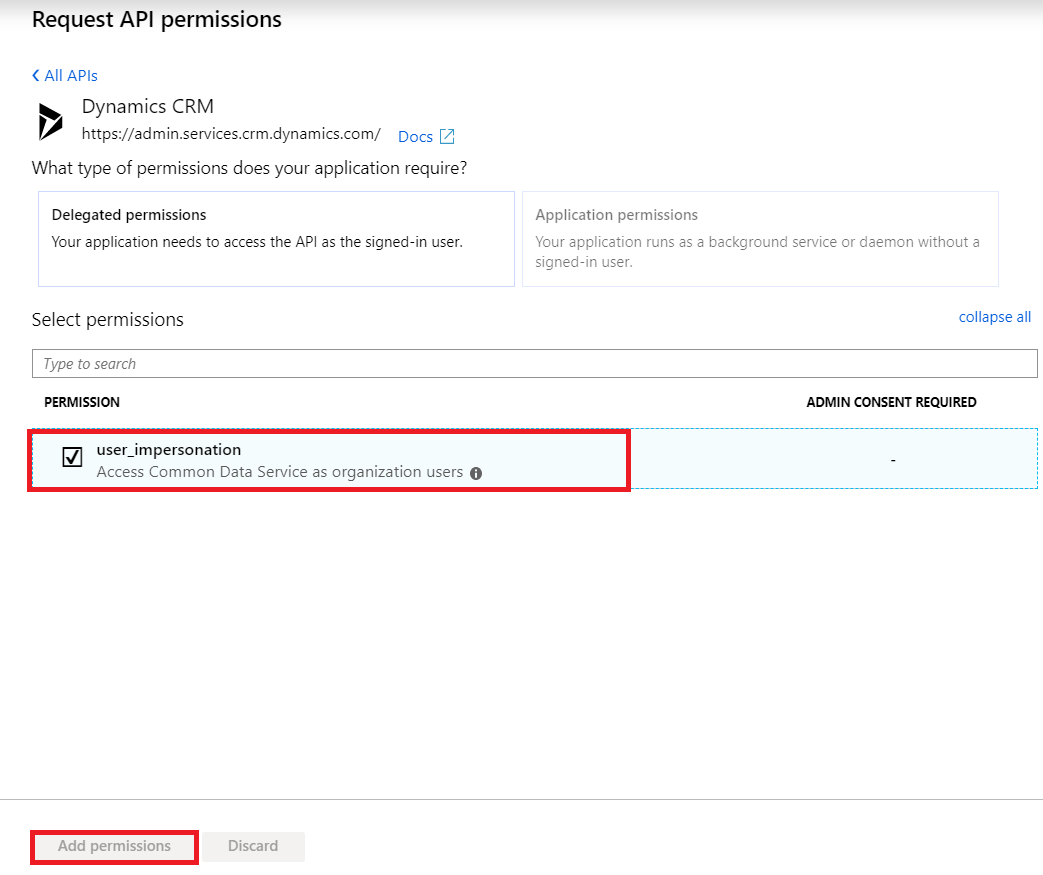 Request API permissions
All APIs
Dynamics CRM
https://admin.services.crm.dynamics.com/ Docs
What type of permissions does your application require?
Delegated permissions
Your application needs to access the API as the signed-in user.
Application permissions
Your application runs as a background service or daemon without a
signed-in user.
Select permissions
collapse all
Type to search
PERMISSION ADMIN CONSENT REQUIRED
user_impersonation
Access Common Data Service as organization users
-
Add permissions Discard